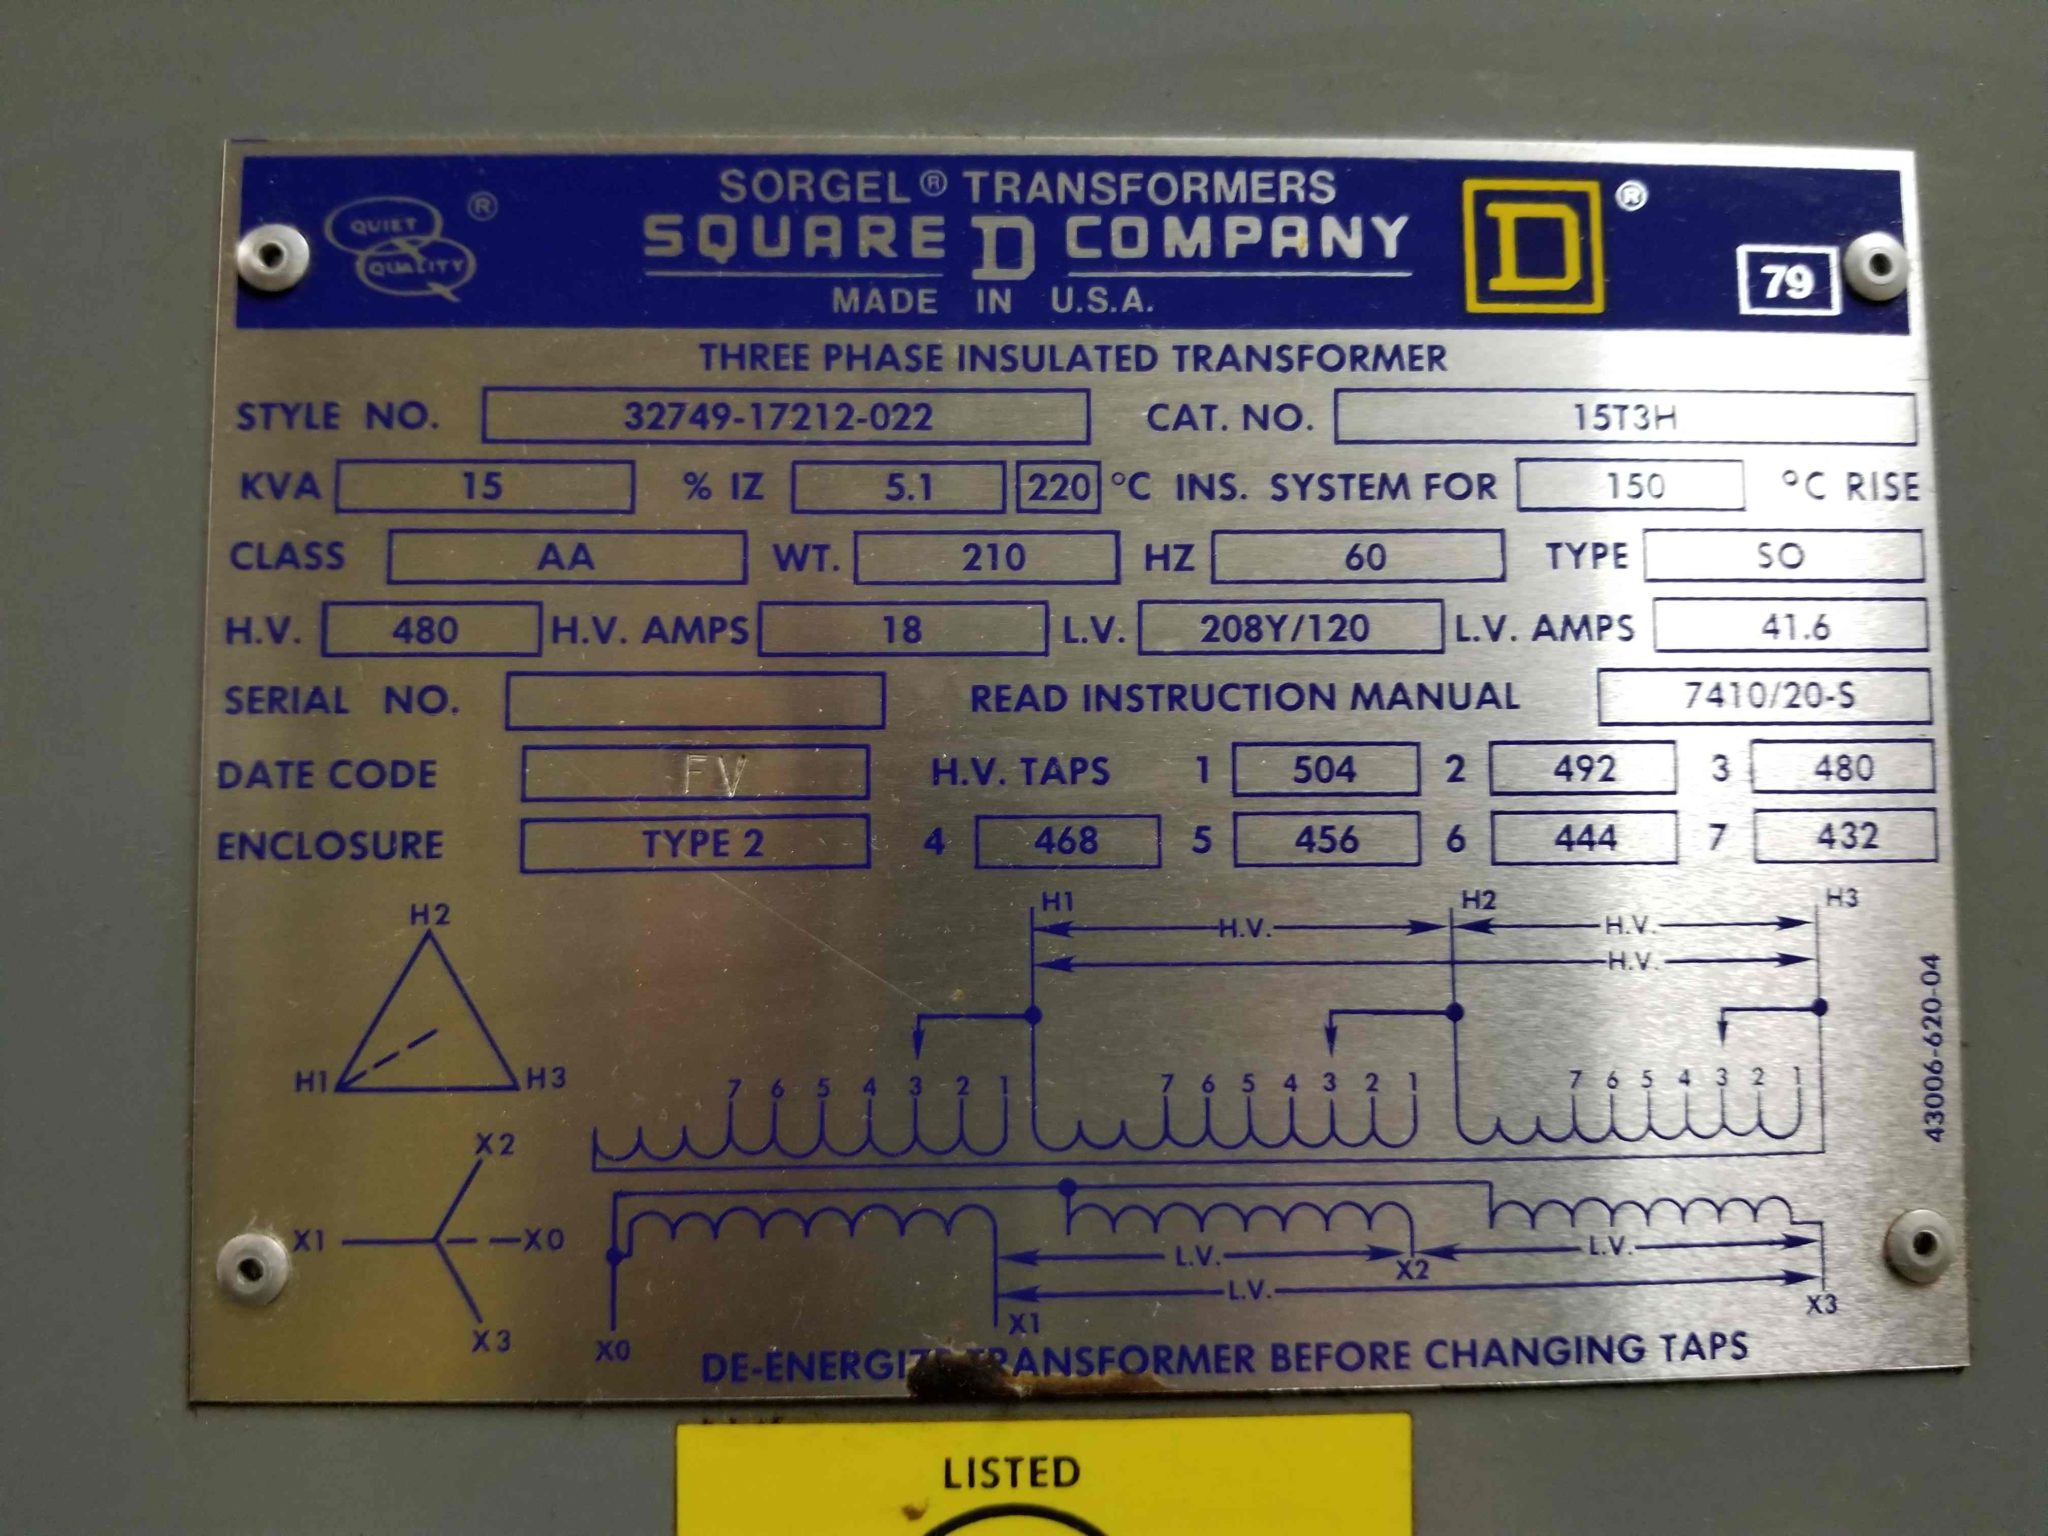 QUIET
QUALITY ®
SORGEL® TRANSFORMERS
SQUARE D COMPANY
MADE IN U.S.A.
D ®
79
THREE PHASE INSULATED TRANSFORMER
STYLE NO. 32749-17212-022 CAT. NO. 15T3H
KVA 15 % IZ 5.1 220 °C INS. SYSTEM FOR 150 °C RISE
CLASS AA WT. 210 HZ 60 TYPE SO
H.V. 480 H.V. AMPS 18 L.V. 208Y/120 L.V. AMPS 41.6
SERIAL NO. READ INSTRUCTION MANUAL 7410/20-S
DATE CODE FV H.V. TAPS 1 504 2 492 3 480
ENCLOSURE TYPE 2 4 468 5 456 6 444 7 432
H2
H1 H3
H1 H2 H3
H.V. H.V.
H.V.
7 6 5 4 3 2 1 7 6 5 4 3 2 1 7 6 5 4 3 2 1
43006-620-04
X2
X1 X0
X3
L.V. X2 L.V.
L.V.
X0 X1 X3
DE-ENERGIZE TRANSFORMER BEFORE CHANGING TAPS
LISTED